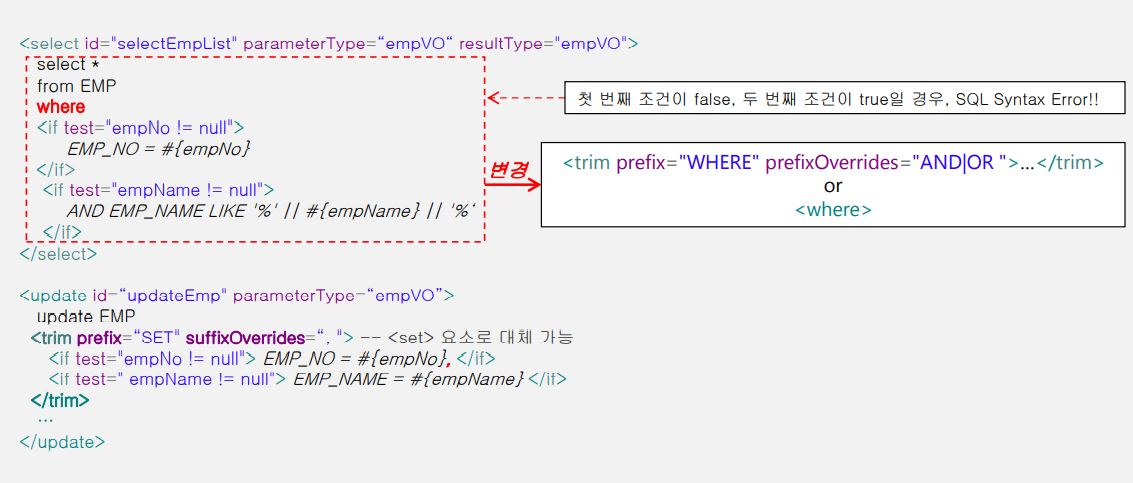 <select id="selectEmpList" parameterType=“empVO“ resultType="empVO">
select *
from EMP
where
<if test="empNo != null">
EMP_NO = #{empNo}
</if>
<if test="empName != null">
AND EMP_NAME LIKE '%' || #{empName} || '%‘
</if>
</select>
첫 번째 조건이 false, 두 번째 조건이 true일 경우, SQL Syntax Error!!
변경
<trim prefix="WHERE" prefixOverrides="AND|OR ">...</trim>
or
<where>
<update id=“updateEmp" parameterType=“empVO”>
update EMP
<trim prefix=“SET" suffixOverrides=“, "> -- <set> 요소로 대체 가능
<if test="empNo != null"> EMP_NO = #{empNo}, </if>
<if test=" empName != null"> EMP_NAME = #{empName} </if>
</trim>
...
</update>